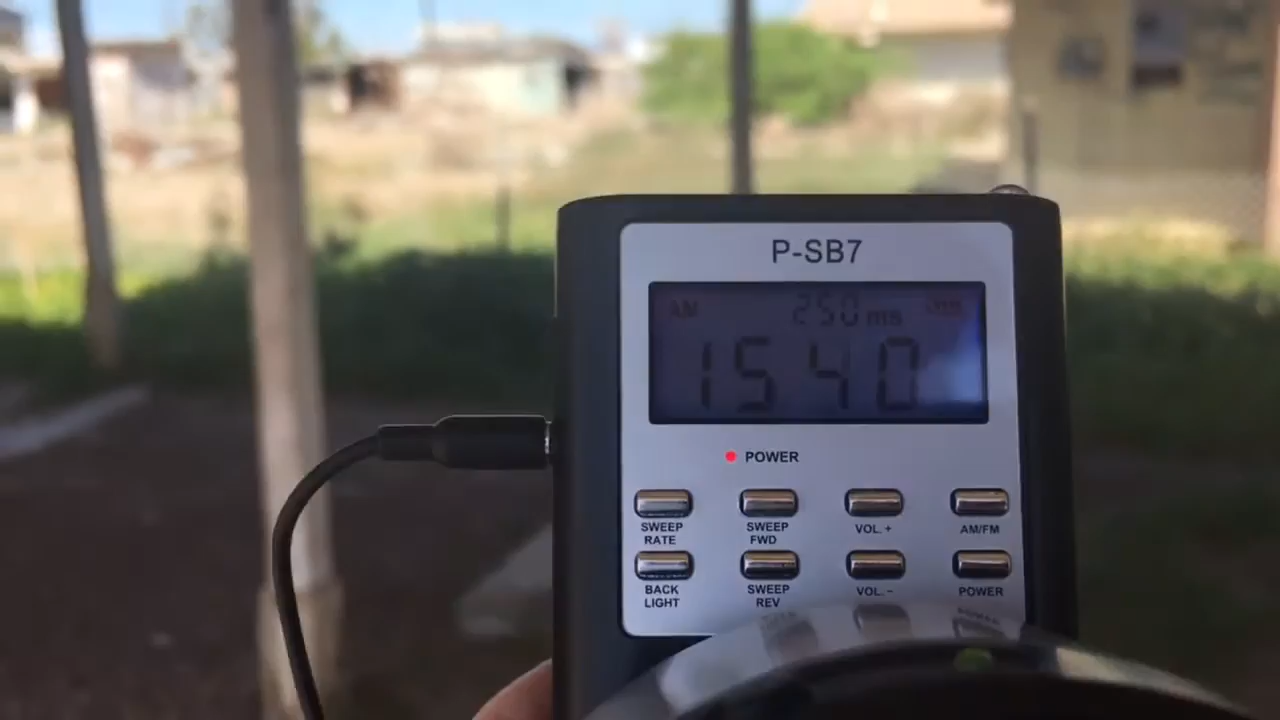 P-SB7
AM 250 ms
1540
POWER
SWEEP RATE
SWEEP FWD
VOL. +
AM/FM
BACK LIGHT
SWEEP REV
VOL. -
POWER